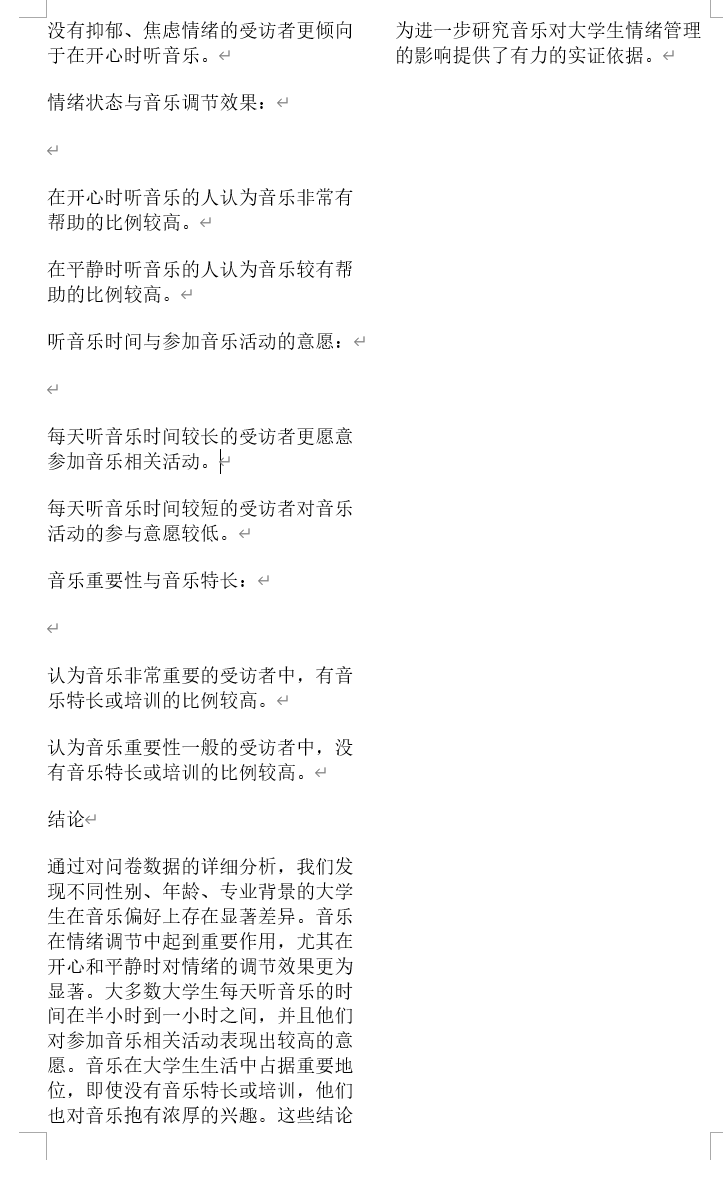 没有抑郁、焦虑情绪的受访者更倾向
于在开心时听音乐。
情绪状态与音乐调节效果：
在开心时听音乐的人认为音乐非常有
帮助的比例较高。
在平静时听音乐的人认为音乐较有帮
助的比例较高。
听音乐时间与参加音乐活动的意愿：
每天听音乐时间较长的受访者更愿意
参加音乐相关活动。
每天听音乐时间较短的受访者对音乐
活动的参与意愿较低。
音乐重要性与音乐特长：
认为音乐非常重要的受访者中，有音
乐特长或培训的比例较高。
认为音乐重要性一般的受访者中，没
有音乐特长或培训的比例较高。
结论
通过对问卷数据的详细分析，我们发
现不同性别、年龄、专业背景的大学
生在音乐偏好上存在显著差异。音乐
在情绪调节中起到重要作用，尤其在
开心和平静时对情绪的调节效果更为
显著。大多数大学生每天听音乐的时
间在半小时到一小时之间，并且他们
对参加音乐相关活动表现出较高的意
愿。音乐在大学生生活中占据重要地
位，即使没有音乐特长或培训，他们
也对音乐抱有浓厚的兴趣。这些结论
为进一步研究音乐对大学生情绪管理
的影响提供了有力的实证依据。